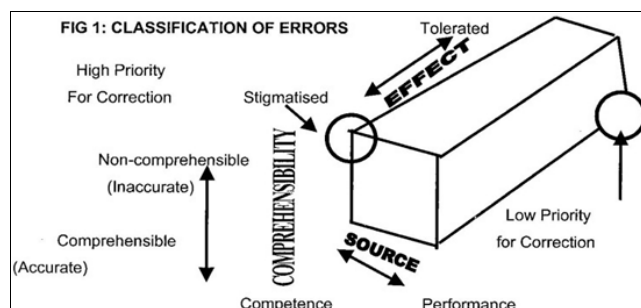 FIG 1: CLASSIFICATION OF ERRORS
Tolerated
High Priority
For Correction
EFFECT
Stigmatised
COMPREHENSIBILITY
Non-comprehensible
(Inaccurate)
Low Priority
for Correction
Comprehensible
(Accurate)
SOURCE
Competence
Performance